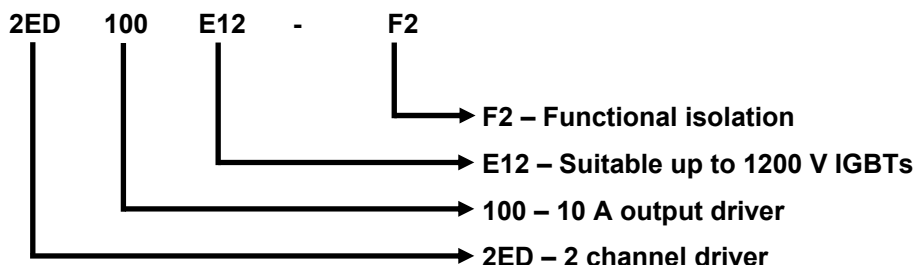 2ED 100 E12 - F2
F2 – Functional isolation
E12 – Suitable up to 1200 V IGBTs
100 – 10 A output driver
2ED – 2 channel driver